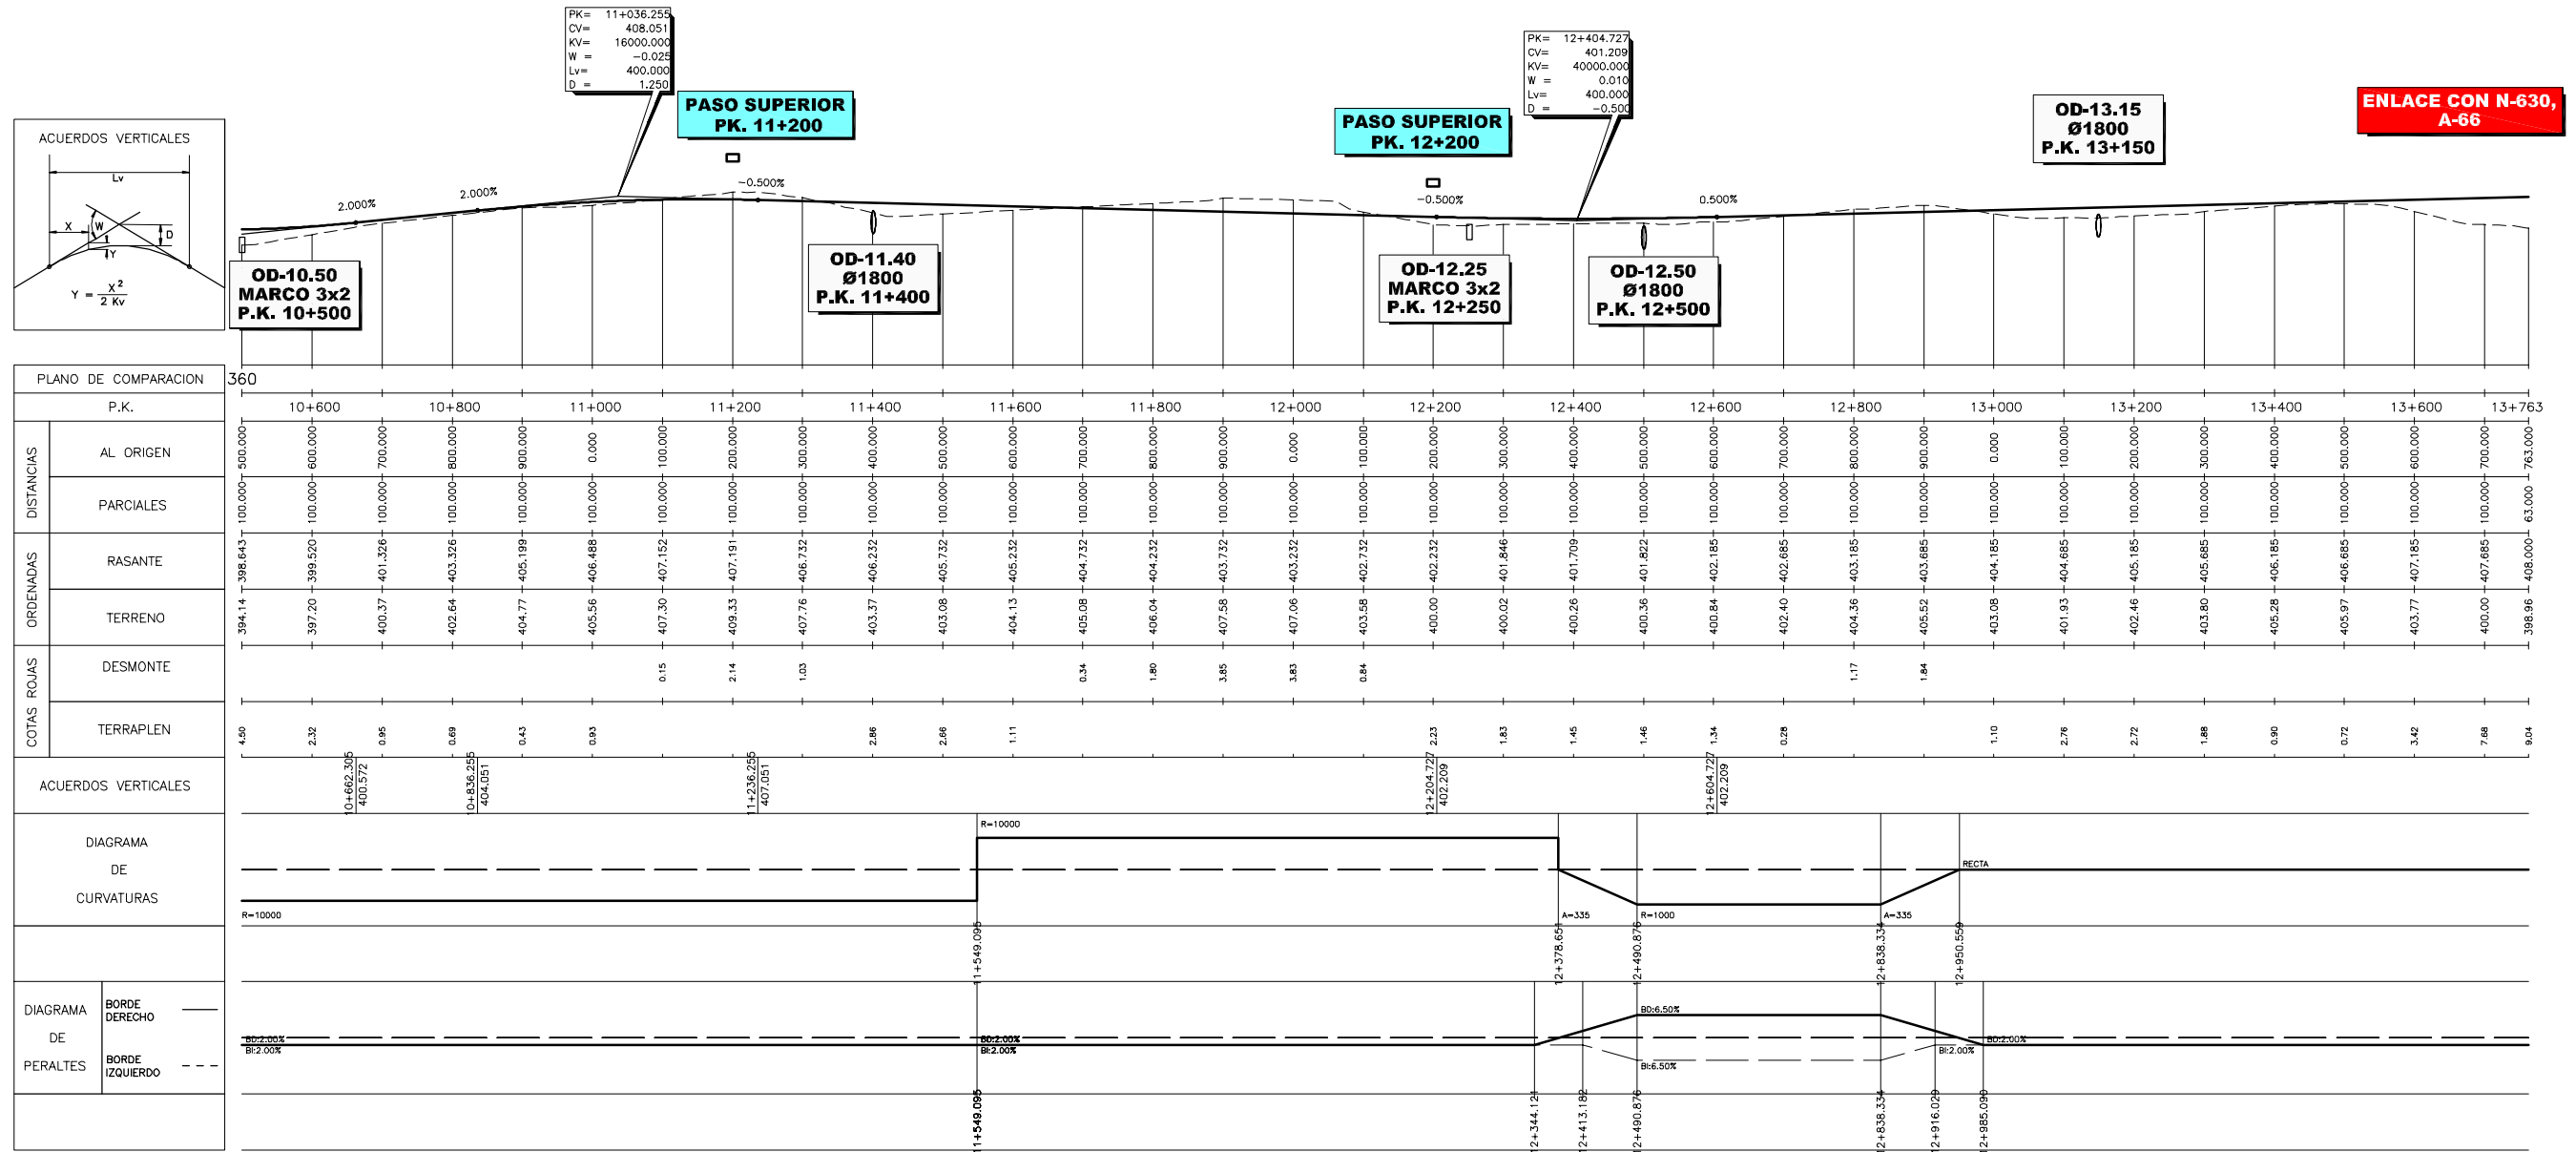 PK= 11+036.255
CV= 408.051
KV= 16000.000
W = -0.025
Lv= 400.000
D = 1.250
PK= 12+404.727
CV= 401.209
KV= 40000.000
W = 0.010
Lv= 400.000
D = -0.500
PASO SUPERIOR
PK. 11+200
PASO SUPERIOR
PK. 12+200
OD-13.15
Ø1800
P.K. 13+150
ENLACE CON N-630,
A-66
ACUERDOS VERTICALES
Lv
X
W
D
Y
Y = X² / 2 Kv
2.000%
2.000%
-0.500%
-0.500%
0.500%
OD-10.50
MARCO 3x2
P.K. 10+500
OD-11.40
Ø1800
P.K. 11+400
OD-12.25
MARCO 3x2
P.K. 12+250
OD-12.50
Ø1800
P.K. 12+500
PLANO DE COMPARACION 360
P.K. 10+600 10+800 11+000 11+200 11+400 11+600 11+800 12+000 12+200 12+400 12+600 12+800 13+000 13+200 13+400 13+600 13+763
DISTANCIAS
AL ORIGEN 500.000 600.000 700.000 800.000 900.000 0.000 100.000 200.000 300.000 400.000 500.000 600.000 700.000 800.000 900.000 0.000 100.000 200.000 300.000 400.000 500.000 600.000 700.000 800.000 900.000 0.000 100.000 200.000 300.000 400.000 500.000 600.000 700.000 763.000
PARCIALES 100.000 100.000 100.000 100.000 100.000 100.000 100.000 100.000 100.000 100.000 100.000 100.000 100.000 100.000 100.000 100.000 100.000 100.000 100.000 100.000 100.000 100.000 100.000 100.000 100.000 100.000 100.000 100.000 100.000 100.000 100.000 100.000 100.000 63.000
ORDENADAS
RASANTE 398.643 399.520 401.326 403.326 405.199 406.488 407.152 407.191 406.732 406.232 405.732 405.232 404.732 404.232 403.732 403.232 402.732 402.232 401.846 401.709 401.822 402.185 402.685 403.185 403.685 404.185 404.685 405.185 405.685 406.185 406.685 407.185 407.685 408.000
TERRENO 394.14 397.20 400.37 402.64 404.77 405.56 407.30 409.33 407.76 403.37 403.08 404.13 405.08 406.04 407.58 407.06 403.58 400.00 400.02 400.26 400.36 400.84 402.40 404.36 405.52 403.08 401.93 402.46 403.80 405.28 405.97 403.77 400.00 398.96
COTAS ROJAS
DESMONTE 0.15 2.14 1.03 0.34 1.80 3.85 3.83 0.84 1.17 1.84
TERRAPLEN 4.50 2.32 0.95 0.69 0.43 0.93 2.86 2.66 1.11 2.23 1.83 1.45 1.46 1.34 0.28 1.10 2.76 2.72 1.88 0.90 0.72 3.42 7.68 9.04
ACUERDOS VERTICALES
10+662.305
400.572
10+836.255
404.051
11+236.255
407.051
12+204.727
402.209
12+604.727
402.209
DIAGRAMA
DE
CURVATURAS
R=10000
R=10000
A=335
R=1000
A=335
RECTA
11+549.095
12+378.651
12+490.876
12+838.334
12+950.559
DIAGRAMA
DE
PERALTES
BORDE
DERECHO
BORDE
IZQUIERDO
BD:2.00%
BI:2.00%
BD:2.00%
BI:2.00%
BD:6.50%
BI:6.50%
BI:2.00%
BD:2.00%
11+549.095
12+344.121
12+413.182
12+490.876
12+838.334
12+916.029
12+985.090